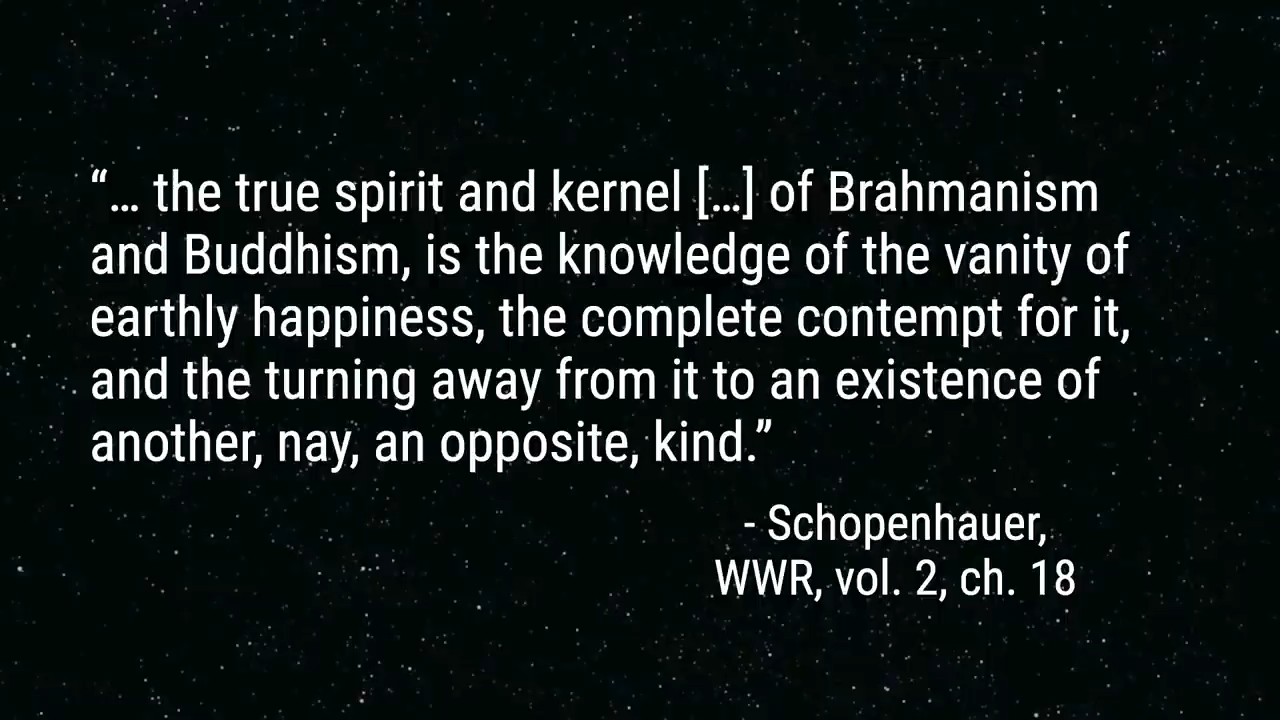 “… the true spirit and kernel […] of Brahmanism
and Buddhism, is the knowledge of the vanity of
earthly happiness, the complete contempt for it,
and the turning away from it to an existence of
another, nay, an opposite, kind.”
- Schopenhauer,
WWR, vol. 2, ch. 18